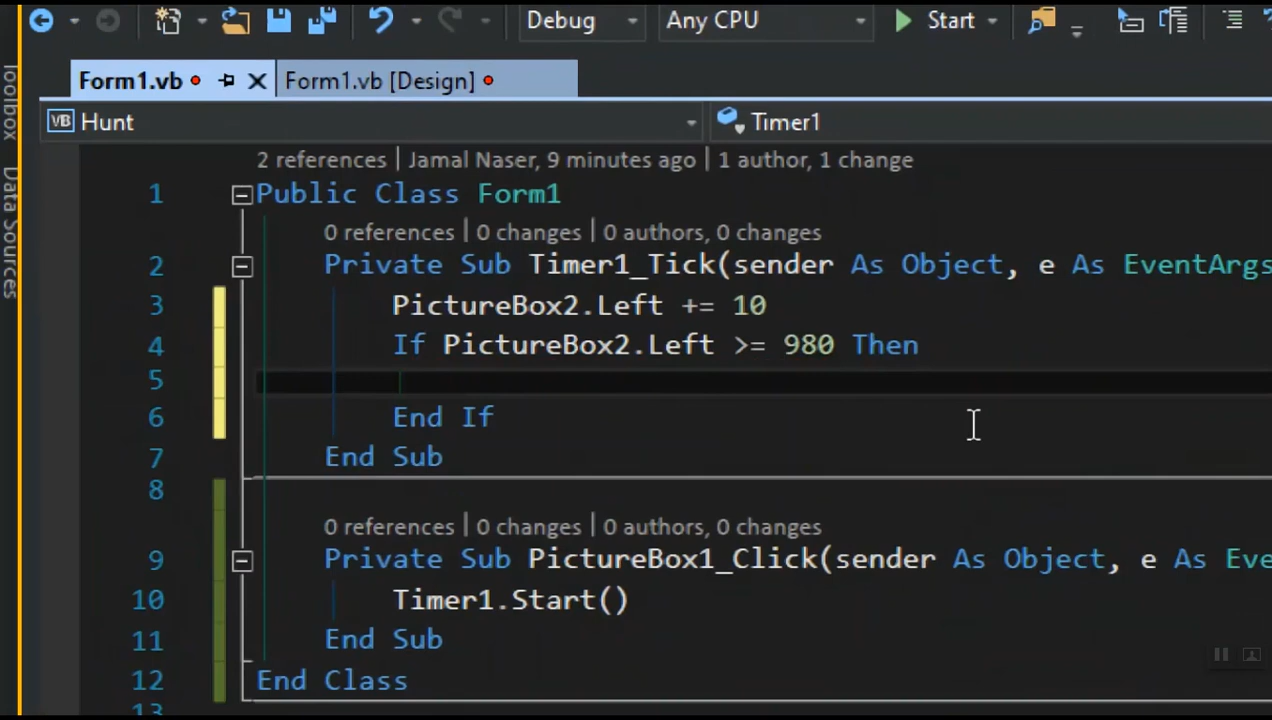 Debug Any CPU Start
Form1.vb Form1.vb [Design]
VB Hunt Timer1
Toolbox
Data Sources
2 references | Jamal Naser, 9 minutes ago | 1 author, 1 change
1 Public Class Form1
0 references | 0 changes | 0 authors, 0 changes
2 Private Sub Timer1_Tick(sender As Object, e As EventArgs
3 PictureBox2.Left += 10
4 If PictureBox2.Left >= 980 Then
5
6 End If
7 End Sub
8
0 references | 0 changes | 0 authors, 0 changes
9 Private Sub PictureBox1_Click(sender As Object, e As Eve
10 Timer1.Start()
11 End Sub
12 End Class
13